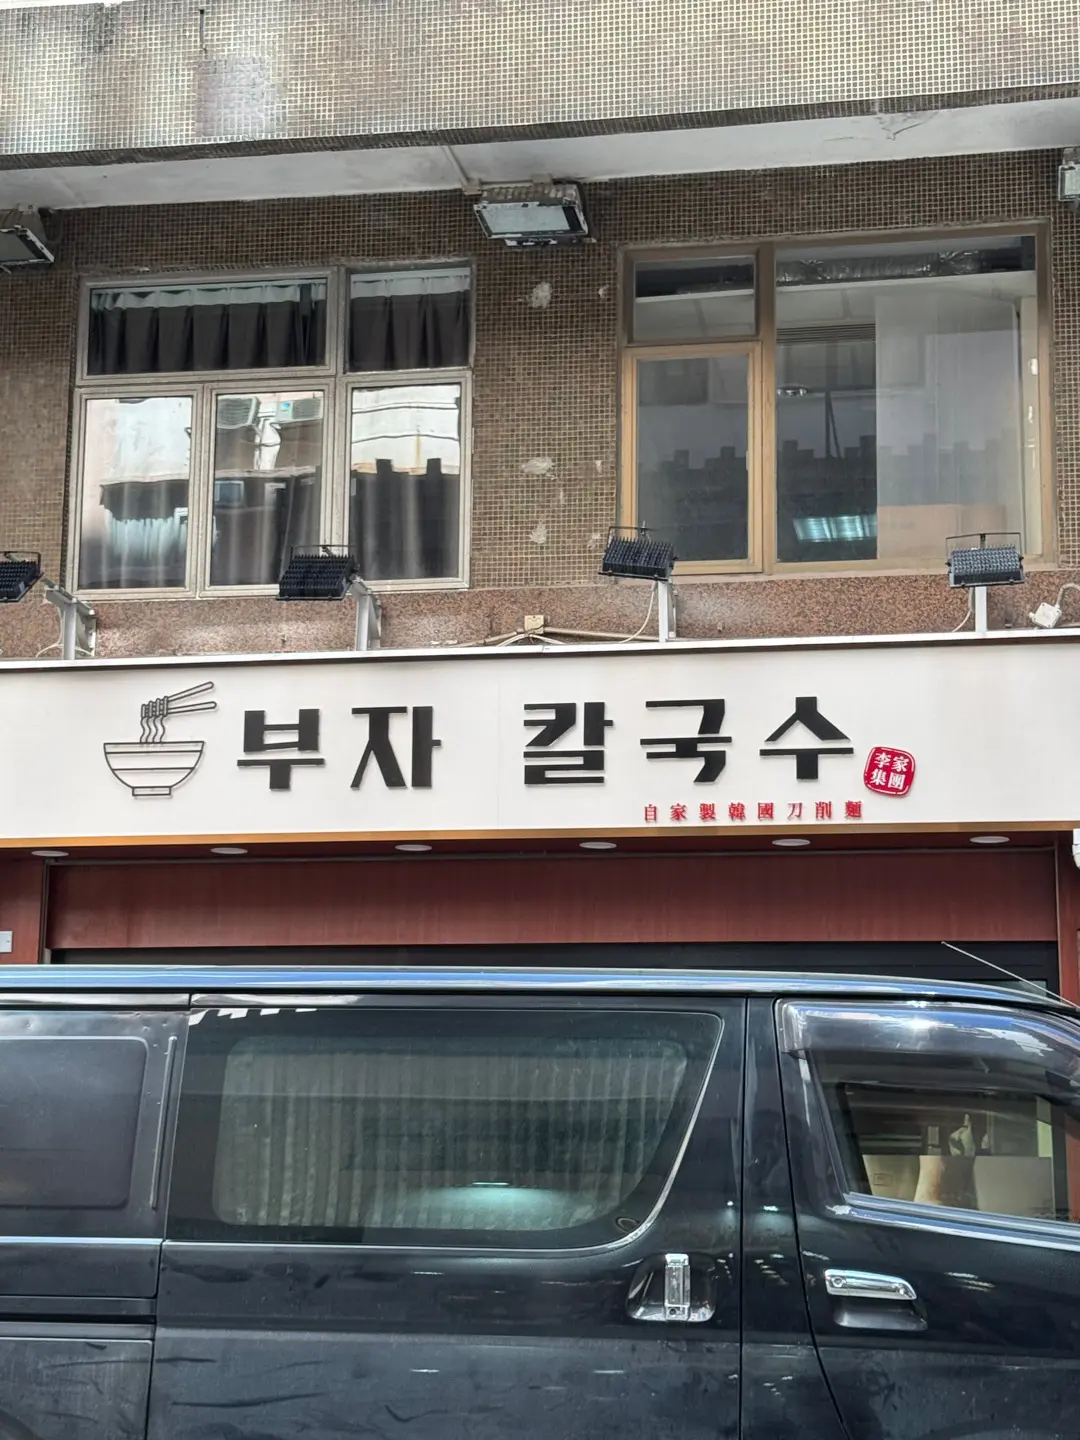 부자 칼국수
李家
集團
自家製韓國刀削麵